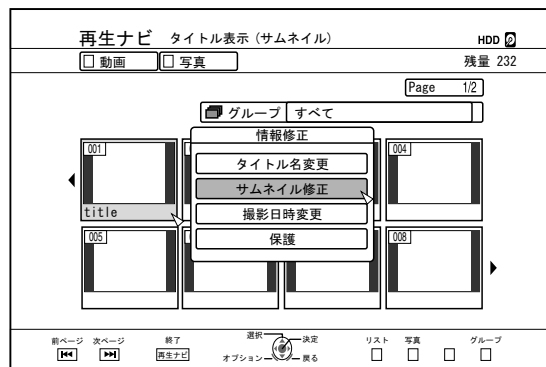 再生ナビ タイトル表示(サムネイル) HDD
動画 写真 残量 232
Page 1/2
グループ すべて
情報修正
001 004
タイトル名変更
サムネイル修正
title
撮影日時変更
005 008
保護
前ページ 次ページ 終了 選択 決定 リスト 写真 グループ
再生ナビ オプション 戻る